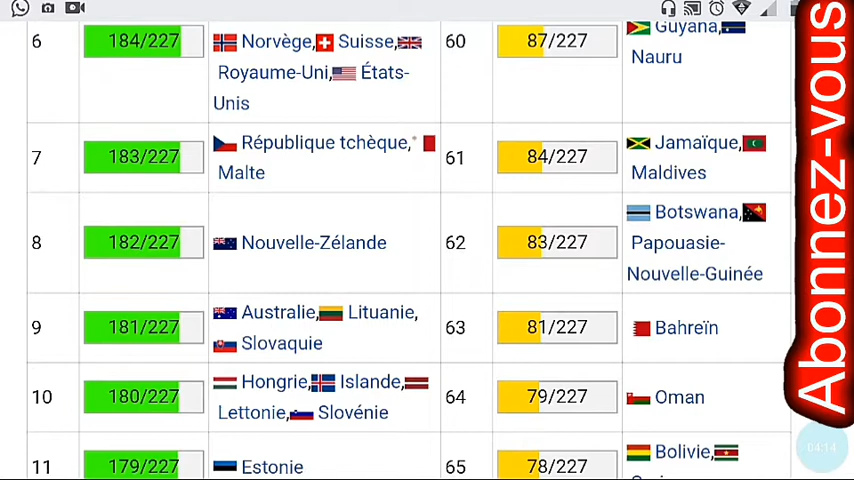 6
184/227
Norvège, Suisse,
Royaume-Uni, États-
Unis
60
87/227
Guyana,
Nauru
7
183/227
République tchèque,
Malte
61
84/227
Jamaïque,
Maldives
8
182/227
Nouvelle-Zélande
62
83/227
Botswana,
Papouasie-
Nouvelle-Guinée
9
181/227
Australie, Lituanie,
Slovaquie
63
81/227
Bahreïn
10
180/227
Hongrie, Islande,
Lettonie, Slovénie
64
79/227
Oman
11
179/227
Estonie
65
78/227
Bolivie,
Abonnez-vous
04:14